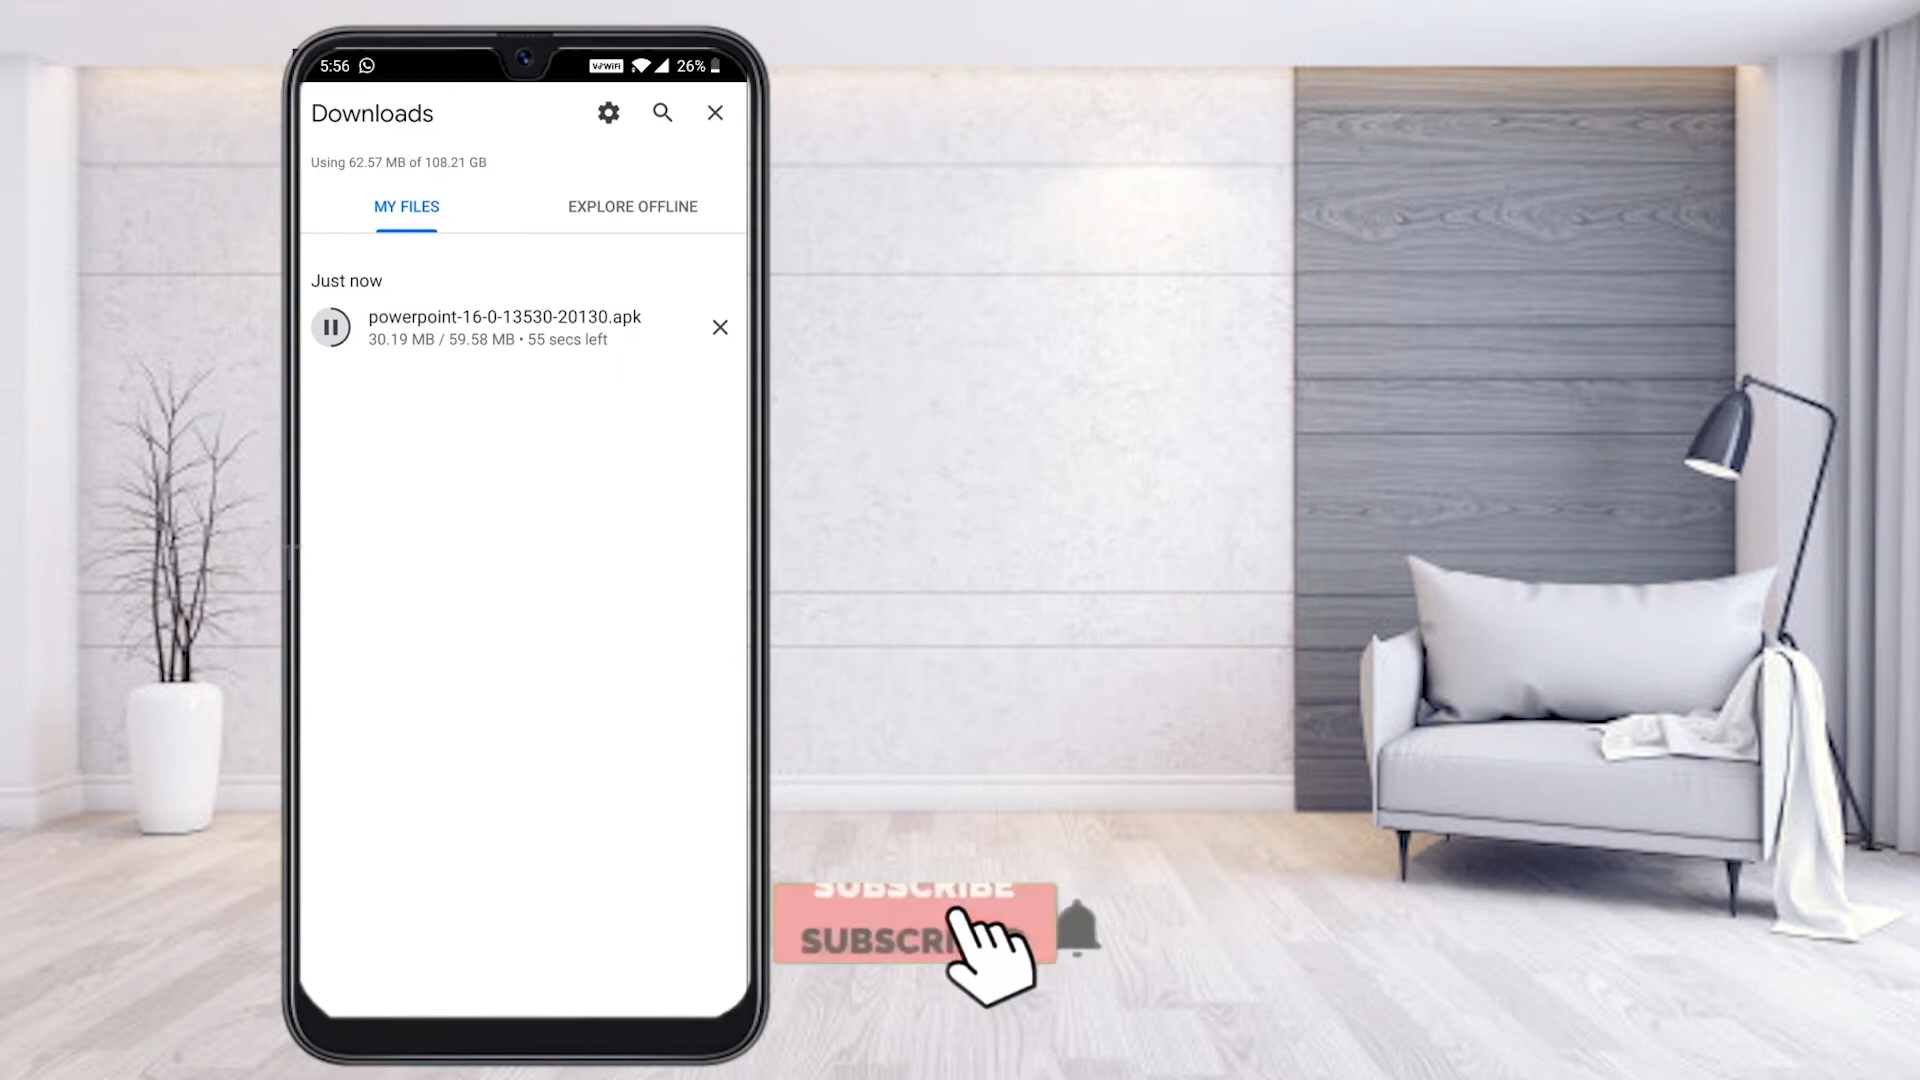 5:56 VoWiFi 26%
Downloads
Using 62.57 MB of 108.21 GB
MY FILES EXPLORE OFFLINE
Just now
powerpoint-16-0-13530-20130.apk
30.19 MB / 59.58 MB • 55 secs left
SUBSCRIBE